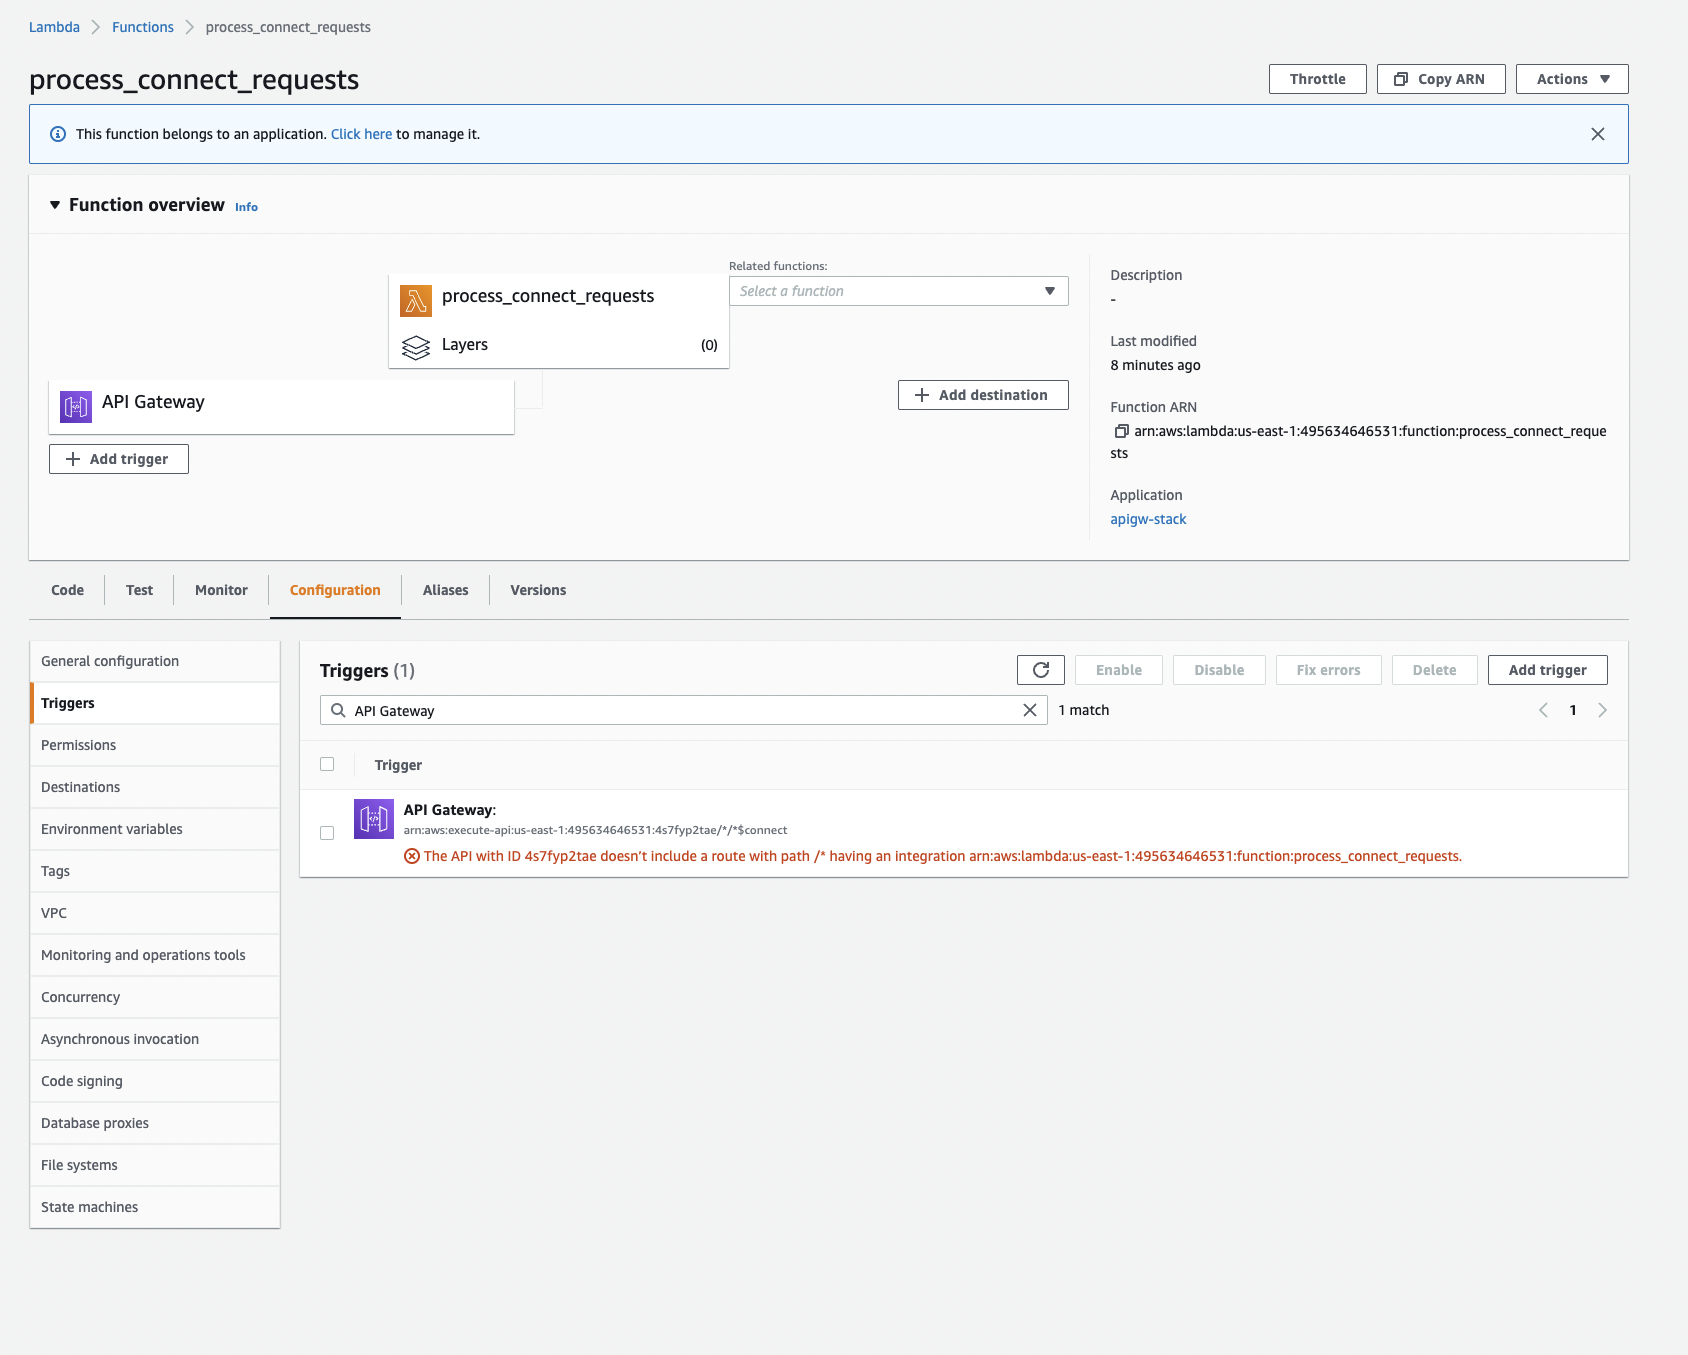 Lambda
Functions
process_connect_requests
process_connect_requests
Throttle
Copy ARN
Actions
This function belongs to an application. Click here to manage it.
Function overview Info
Related functions:
process_connect_requests
Select a function
Layers
(0)
API Gateway
Add trigger
Add destination
Description
-
Last modified
8 minutes ago
Function ARN
arn:aws:lambda:us-east-1:495634646531:function:process_connect_reque
sts
Application
apigw-stack
Code
Test
Monitor
Configuration
Aliases
Versions
General configuration
Triggers
Permissions
Destinations
Environment variables
Tags
VPC
Monitoring and operations tools
Concurrency
Asynchronous invocation
Code signing
Database proxies
File systems
State machines
Triggers (1)
Enable
Disable
Fix errors
Delete
Add trigger
API Gateway
1 match
1
Trigger
API Gateway:
arn:aws:execute-api:us-east-1:495634646531:4s7fyp2tae/*/*$connect
The API with ID 4s7fyp2tae doesn’t include a route with path /* having an integration arn:aws:lambda:us-east-1:495634646531:function:process_connect_requests.